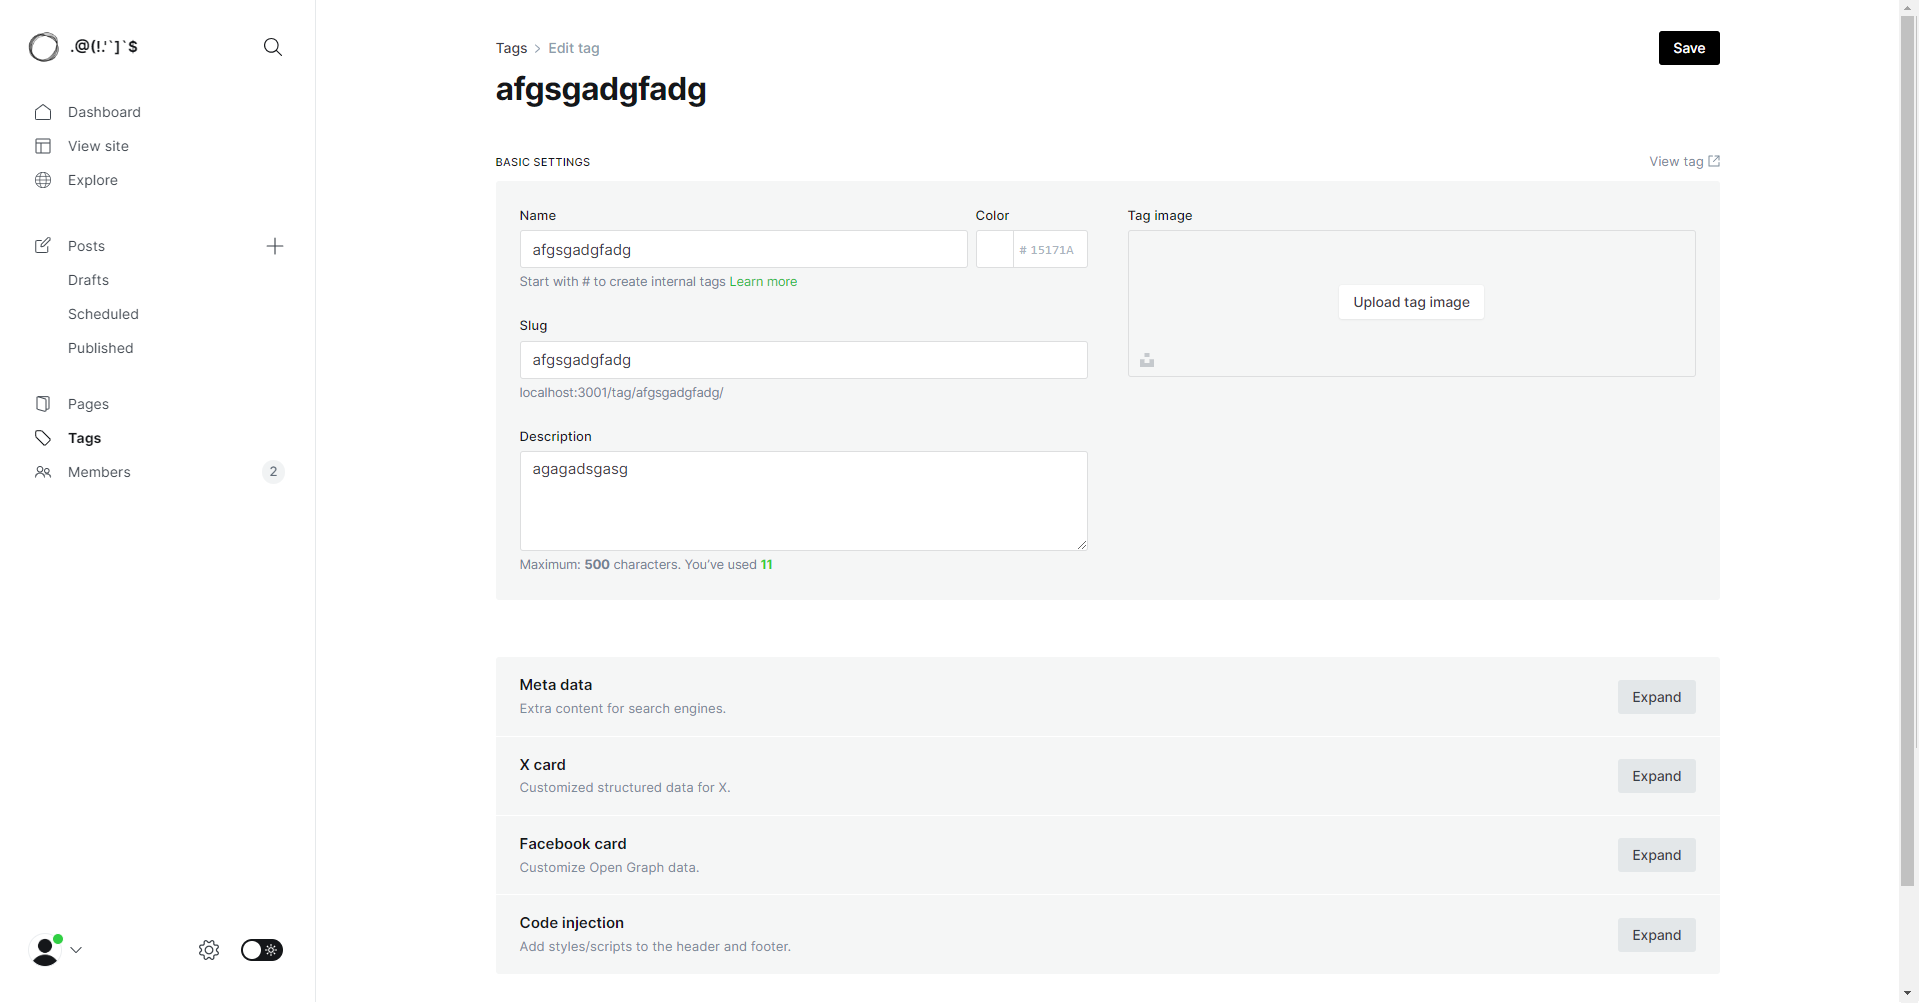 .@(!.'`]`$
Dashboard
View site
Explore
Posts
Drafts
Scheduled
Published
Pages
Tags
Members 2
Tags > Edit tag
Save
afgsgadgfadg
BASIC SETTINGS
View tag
Name
afgsgadgfadg
Start with # to create internal tags Learn more
Color
# 15171A
Tag image
Upload tag image
Slug
afgsgadgfadg
localhost:3001/tag/afgsgadgfadg/
Description
agagadsgasg
Maximum: 500 characters. You’ve used 11
Meta data
Extra content for search engines.
Expand
X card
Customized structured data for X.
Expand
Facebook card
Customize Open Graph data.
Expand
Code injection
Add styles/scripts to the header and footer.
Expand